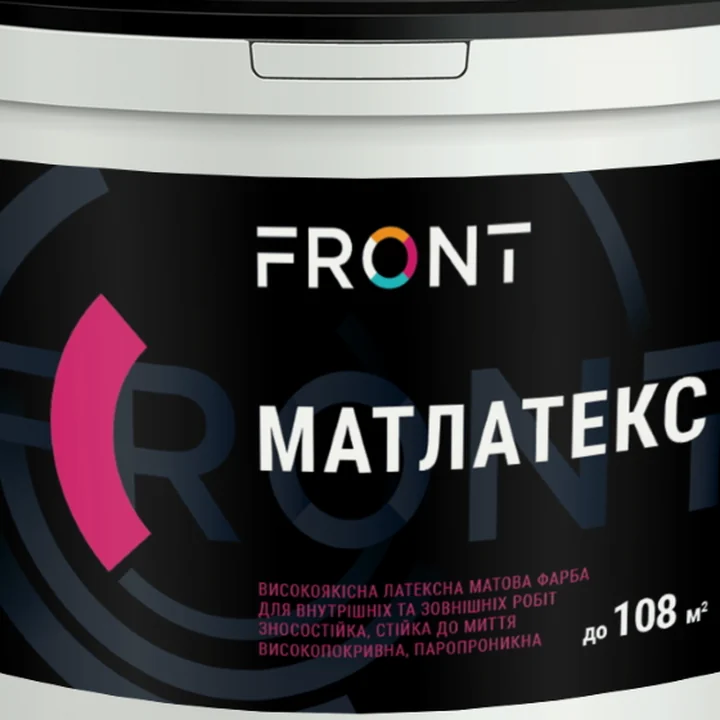 FRONT
МАТЛАТЕКС
ВИСОКОЯКІСНА ЛАТЕКСНА МАТОВА ФАРБА
ДЛЯ ВНУТРІШНІХ ТА ЗОВНІШНІХ РОБІТ
ЗНОСОСТІЙКА, СТІЙКА ДО МИТТЯ
ВИСОКОПОКРИВНА, ПАРОПРОНИКНА
до 108 м²